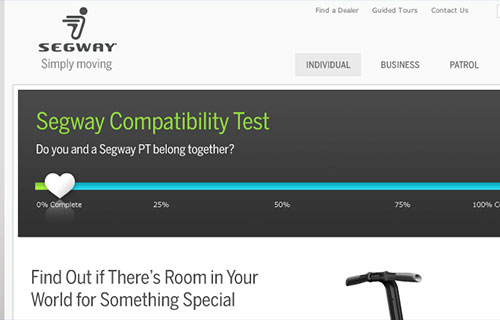 Find a Dealer Guided Tours Contact Us
SEGWAY
Simply moving
INDIVIDUAL BUSINESS PATROL
Segway Compatibility Test
Do you and a Segway PT belong together?
0% Complete 25% 50% 75% 100% C
Find Out if There's Room in Your
World for Something Special